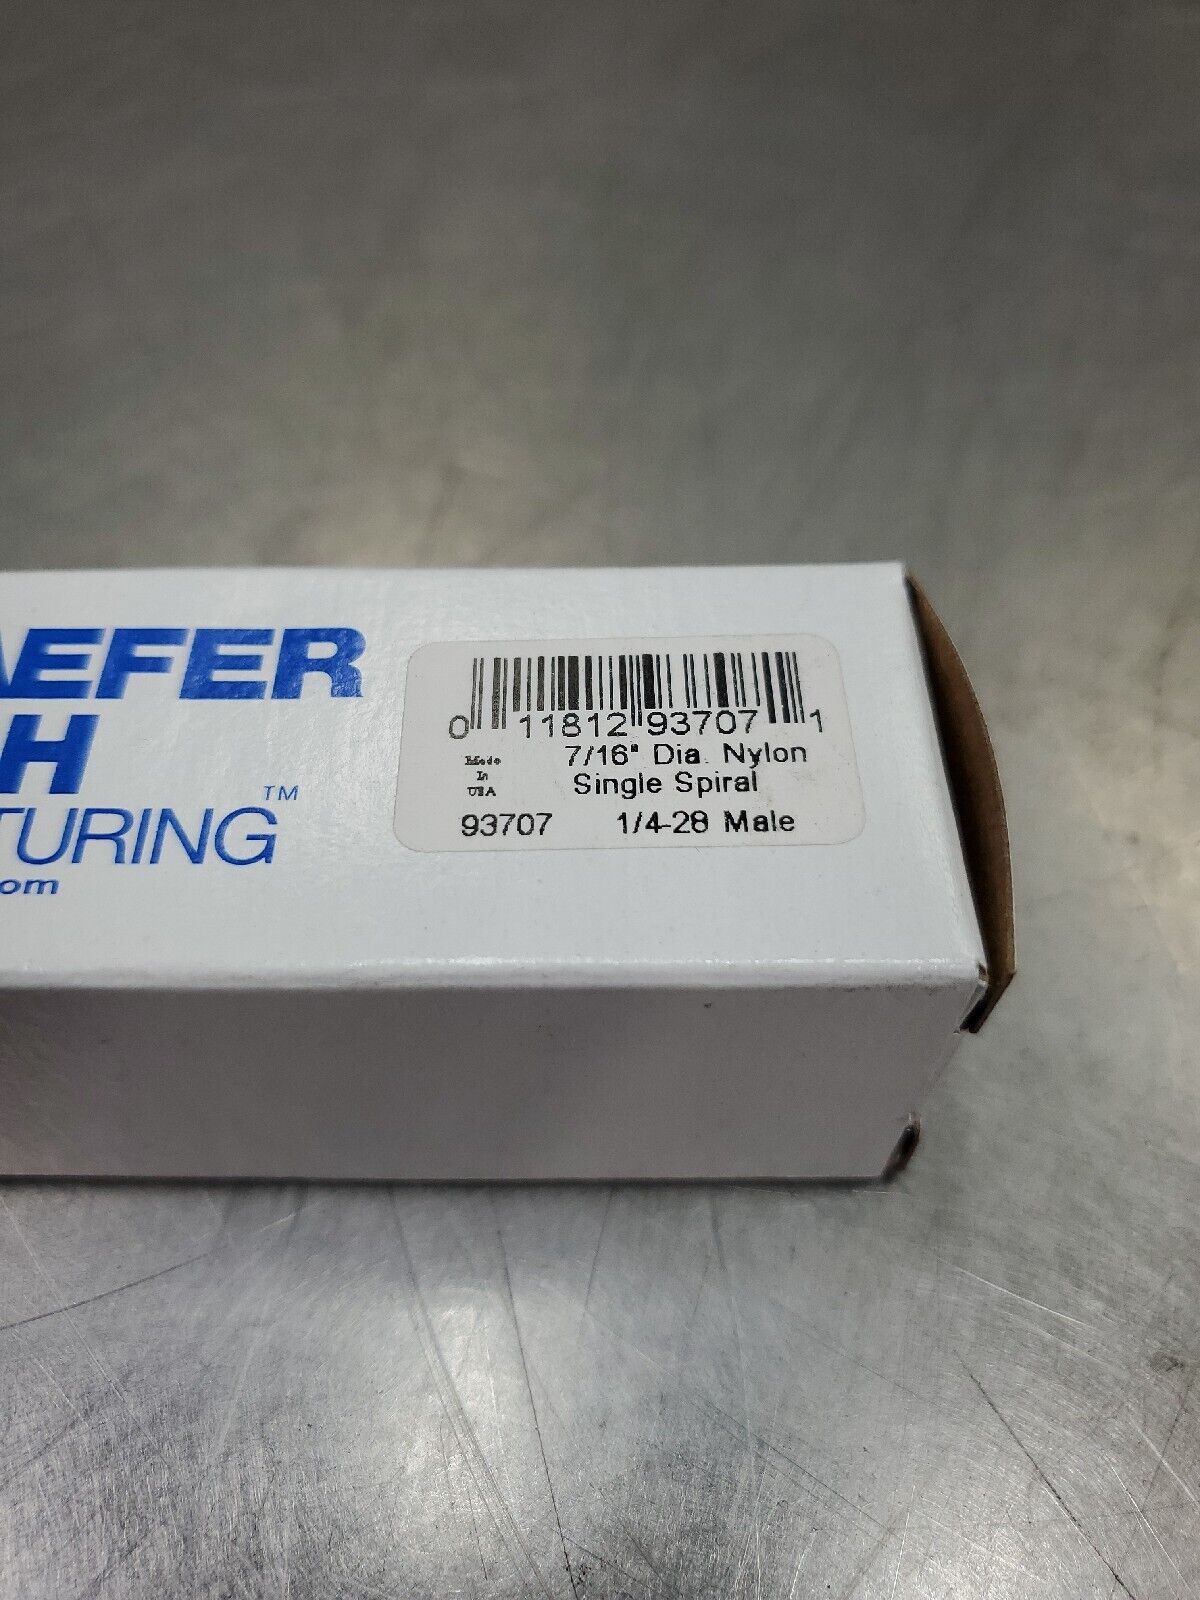 AEFER
H
TURING™
om
0 11812 93707 1
7/16" Dia. Nylon
Made
In
USA
Single Spiral
93707 1/4-28 Male